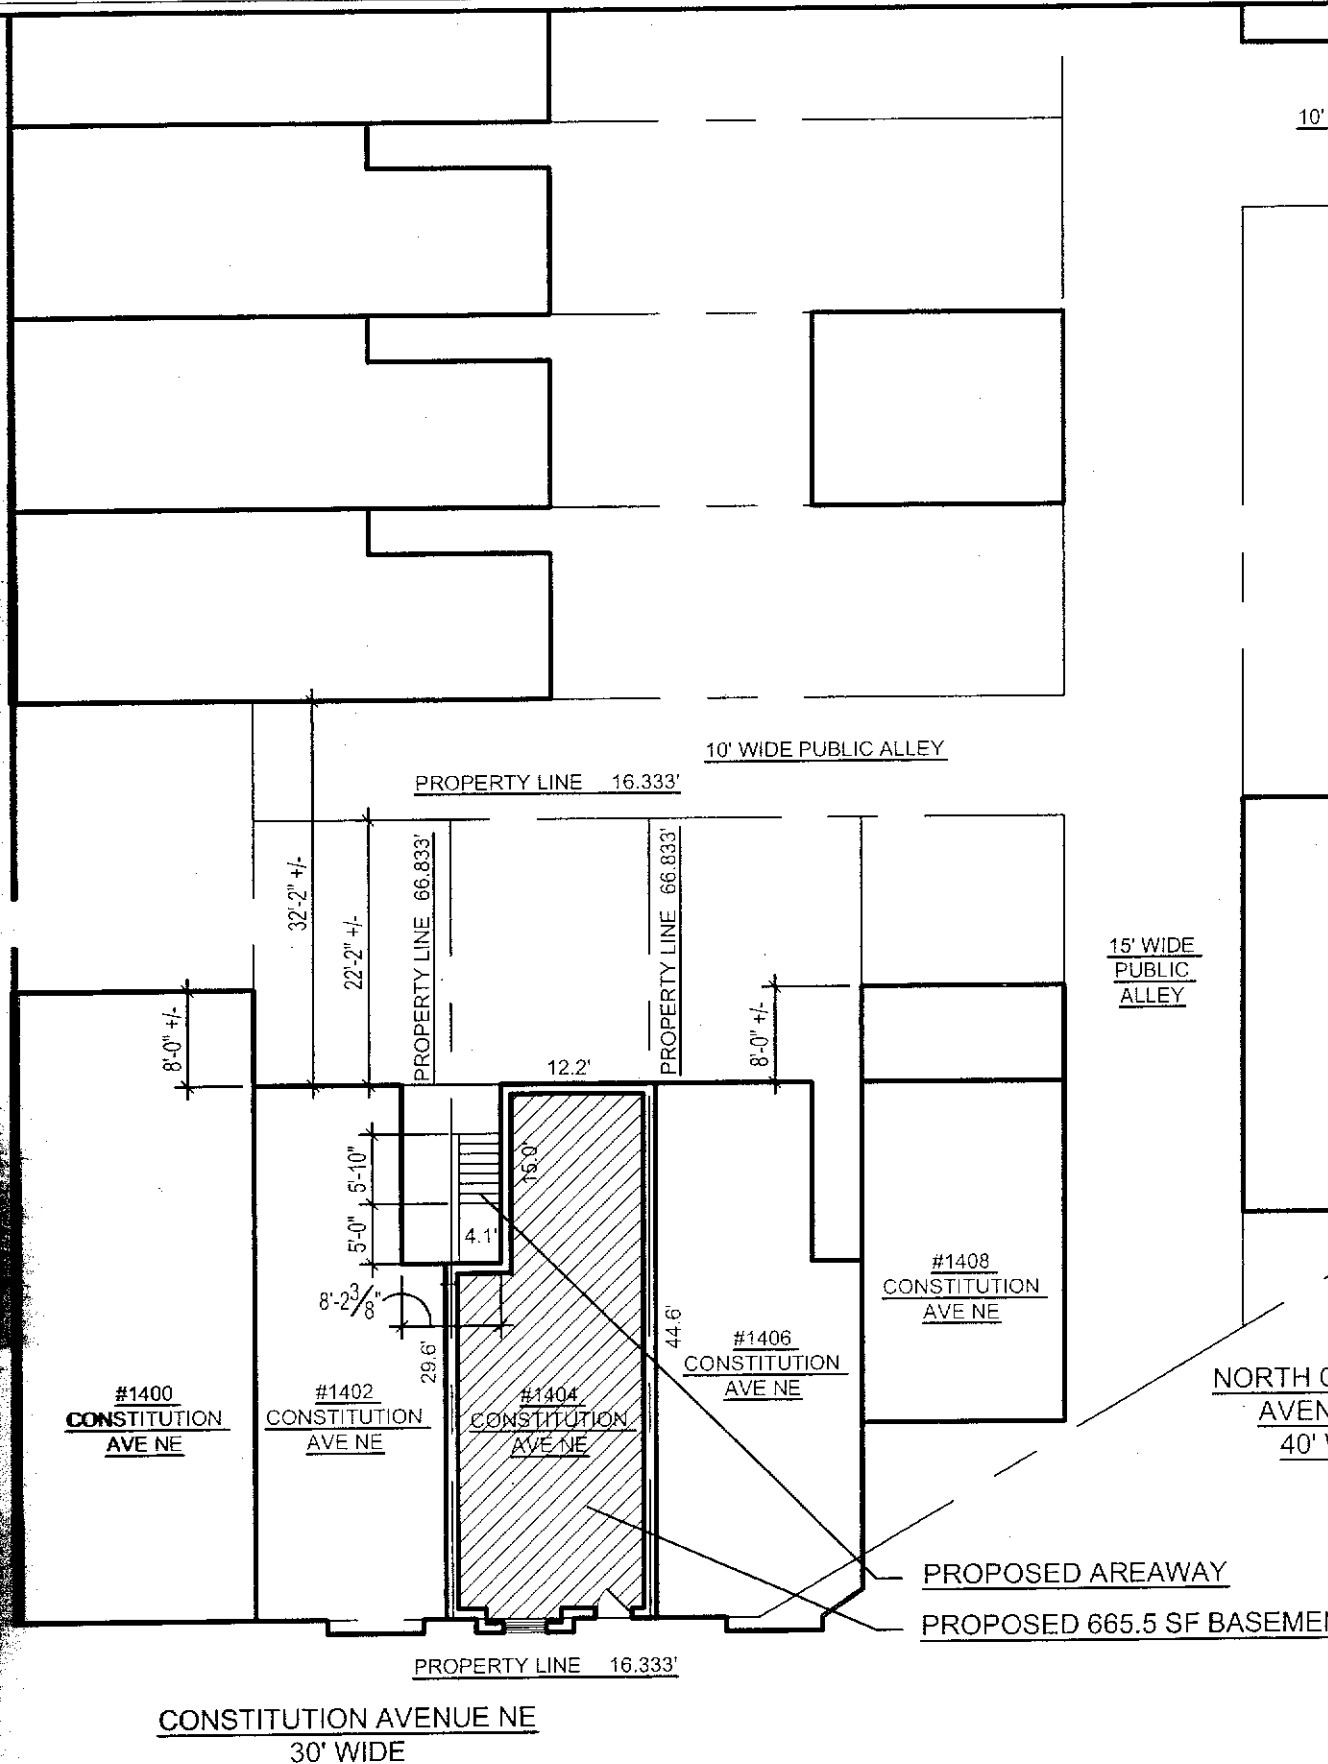 10'
10' WIDE PUBLIC ALLEY
PROPERTY LINE 16.333'
PROPERTY LINE 66.833'
PROPERTY LINE 66.833'
32'-2" +/-
22'-2" +/-
15' WIDE
PUBLIC
ALLEY
8'-0" +/-
8'-0" +/-
12.2'
15.0'
5'-10"
5'-0"
4.1'
8'-2 3/8"
29.6'
44.6'
#1408
CONSTITUTION
AVE NE
#1406
CONSTITUTION
AVE NE
#1400
CONSTITUTION
AVE NE
#1402
CONSTITUTION
AVE NE
#1404
CONSTITUTION
AVE NE
NORTH
AVEN
40'
PROPOSED AREAWAY
PROPOSED 665.5 SF BASEME
PROPERTY LINE 16.333'
CONSTITUTION AVENUE NE
30' WIDE